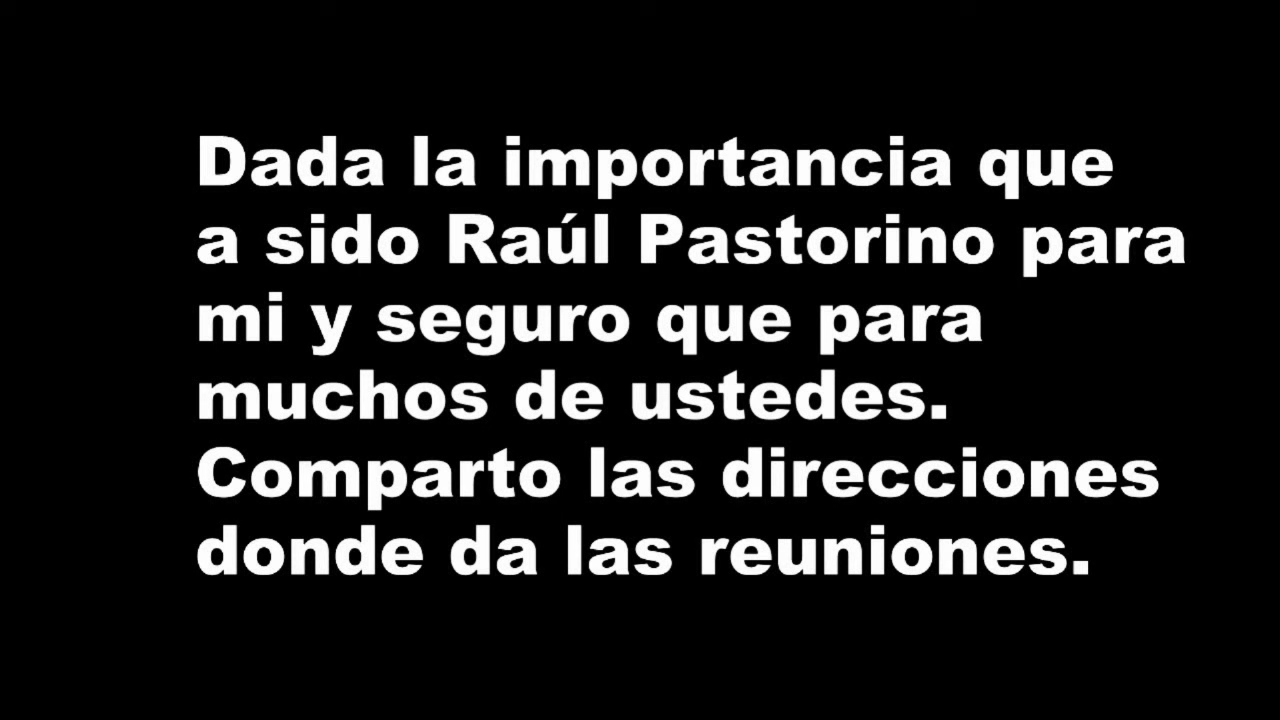 Dada la importancia que
a sido Raúl Pastorino para
mi y seguro que para
muchos de ustedes.
Comparto las direcciones
donde da las reuniones.